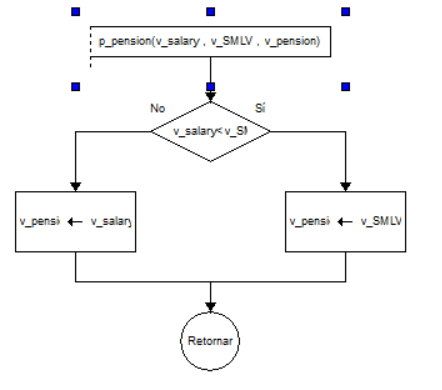 p_pension(v_salary , v_SMLV , v_pension)
No
Sí
v_salary< v_SM
v_pensi ← v_salary
v_pensi ← v_SMLV
Retornar